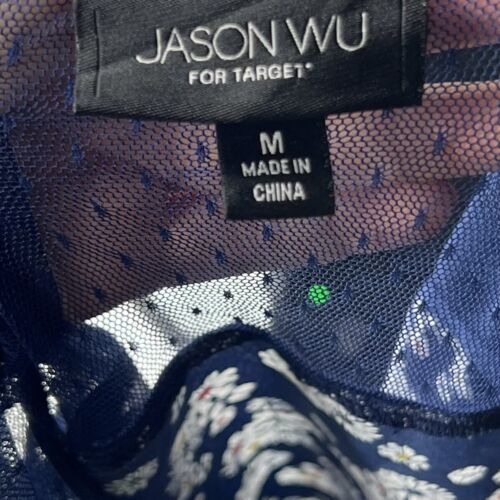 JASON WU
FOR TARGET*
M
MADE IN
CHINA